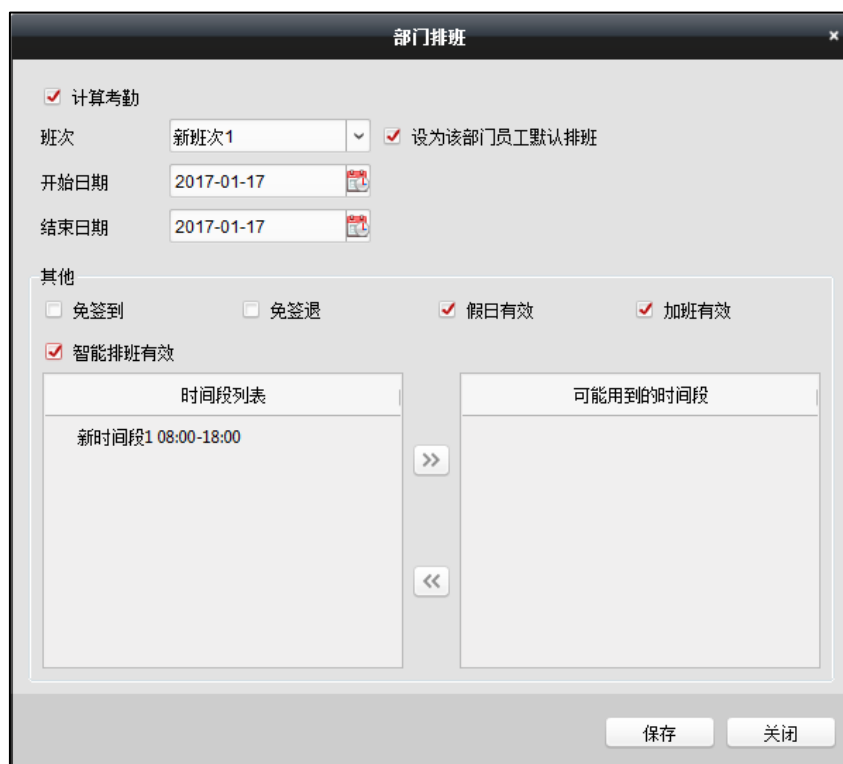 部门排班
计算考勤
班次 新班次1 设为该部门员工默认排班
开始日期 2017-01-17
结束日期 2017-01-17
其他
免签到 免签退 假日有效 加班有效
智能排班有效
时间段列表 可能用到的时间段
新时间段1 08:00-18:00
保存 关闭